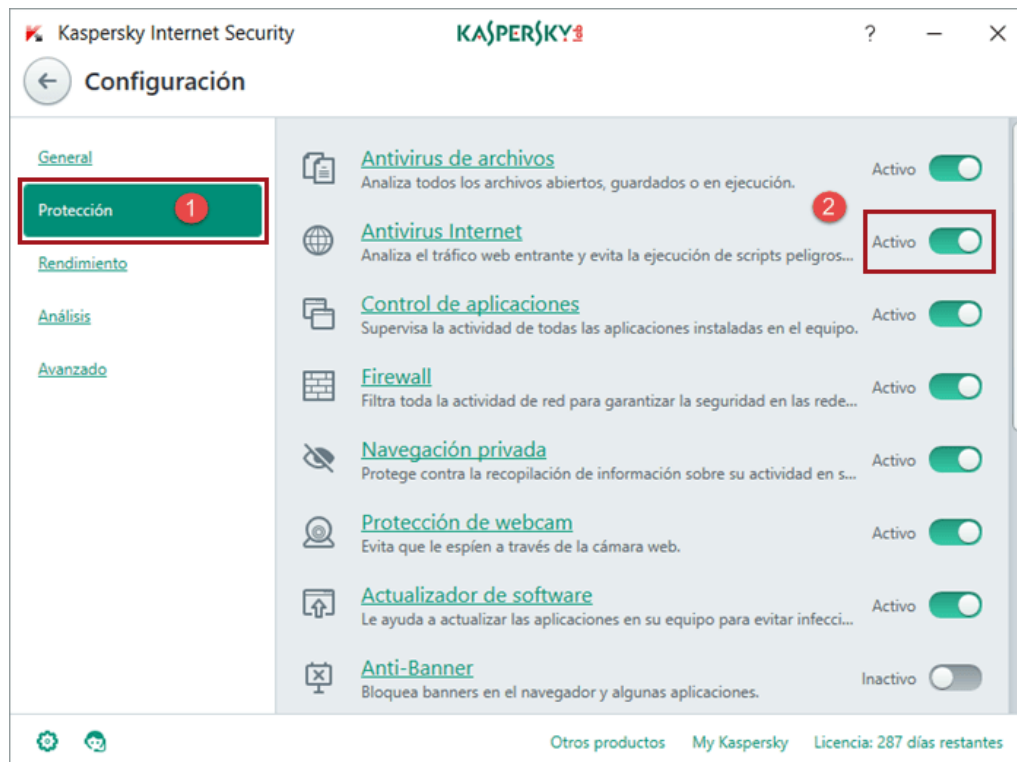 Kaspersky Internet Security
KASPERSKY lab
?
Configuración
General
Protección
1
Rendimiento
Análisis
Avanzado
Antivirus de archivos
Analiza todos los archivos abiertos, guardados o en ejecución.
Activo
2
Antivirus Internet
Analiza el tráfico web entrante y evita la ejecución de scripts peligros...
Activo
Control de aplicaciones
Supervisa la actividad de todas las aplicaciones instaladas en el equipo.
Activo
Firewall
Filtra toda la actividad de red para garantizar la seguridad en las rede...
Activo
Navegación privada
Protege contra la recopilación de información sobre su actividad en s...
Activo
Protección de webcam
Evita que le espíen a través de la cámara web.
Activo
Actualizador de software
Le ayuda a actualizar las aplicaciones en su equipo para evitar infecci...
Activo
Anti-Banner
Bloquea banners en el navegador y algunas aplicaciones.
Inactivo
Otros productos
My Kaspersky
Licencia: 287 días restantes